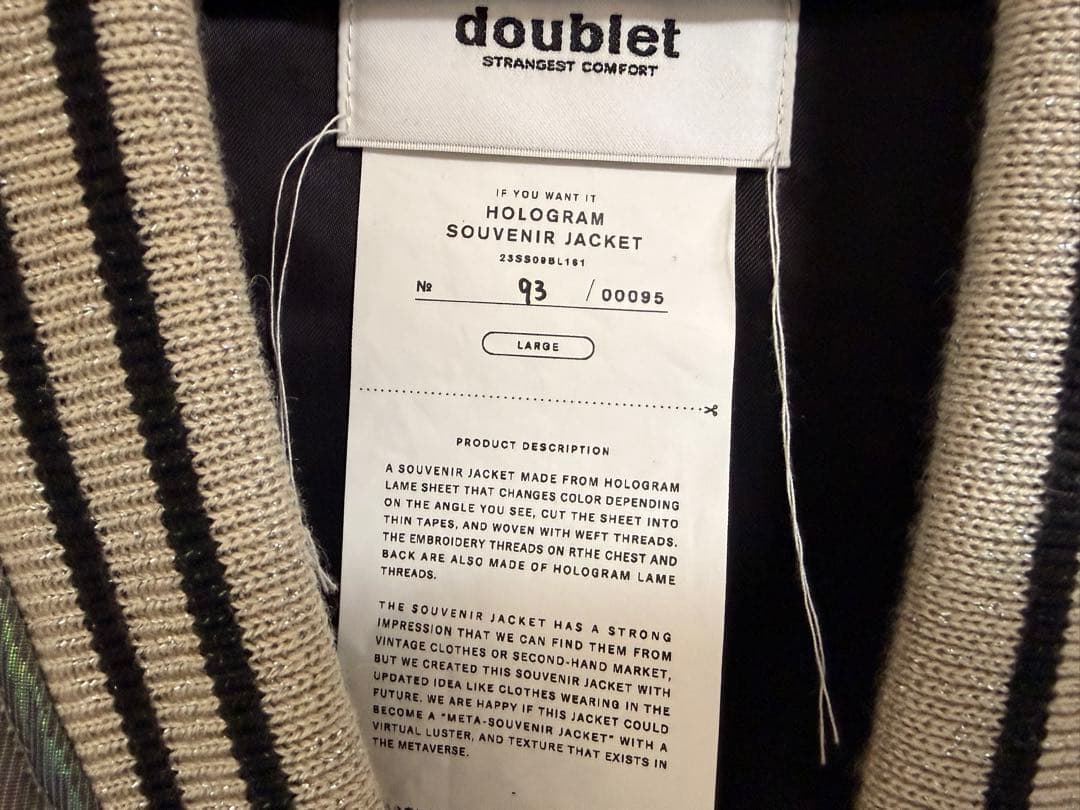 doublet
STRANGEST COMFORT
IF YOU WANT IT
HOLOGRAM
SOUVENIR JACKET
23SS09BL161
№ 93 / 00095
LARGE
PRODUCT DESCRIPTION
A SOUVENIR JACKET MADE FROM HOLOGRAM
LAME SHEET THAT CHANGES COLOR DEPENDING
ON THE ANGLE YOU SEE, CUT THE SHEET INTO
THIN TAPES, AND WOVEN WITH WEFT THREADS.
THE EMBROIDERY THREADS ON RTHE CHEST AND
BACK ARE ALSO MADE OF HOLOGRAM LAME
THREADS.
THE SOUVENIR JACKET HAS A STRONG
IMPRESSION THAT WE CAN FIND THEM FROM
VINTAGE CLOTHES OR SECOND-HAND MARKET,
BUT WE CREATED THIS SOUVENIR JACKET WITH
UPDATED IDEA LIKE CLOTHES WEARING IN THE
FUTURE. WE ARE HAPPY IF THIS JACKET COULD
BECOME A "META-SOUVENIR JACKET" WITH A
VIRTUAL LUSTER, AND TEXTURE THAT EXISTS IN
THE METAVERSE.